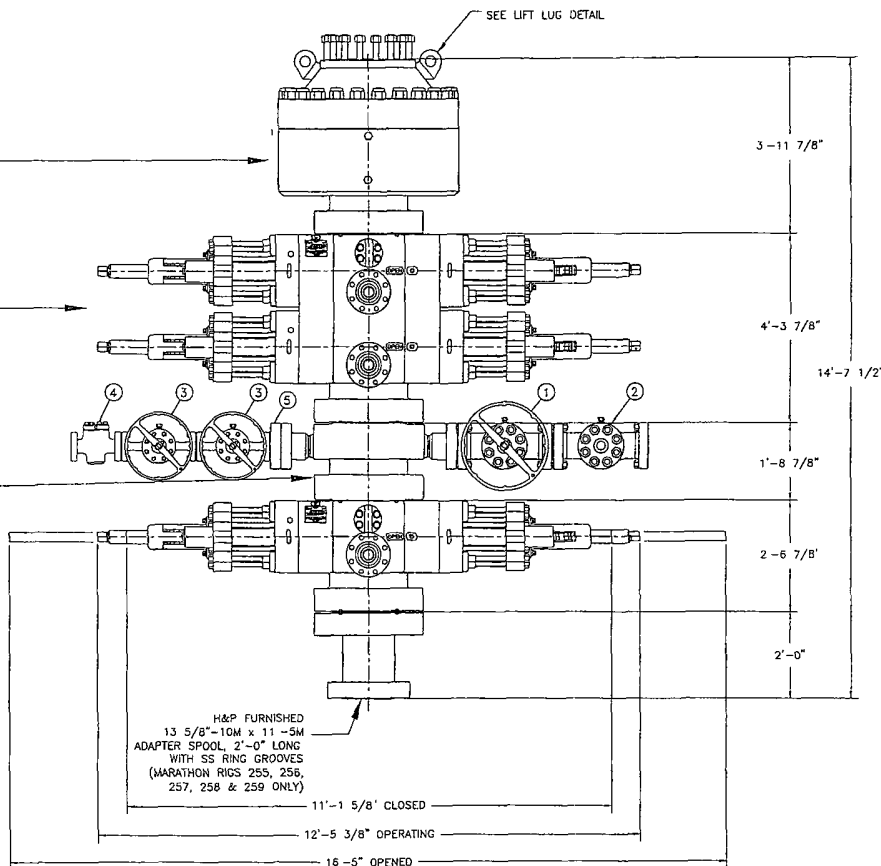 SEE LIFT LUG DETAIL
3-11 7/8"
4'-3 7/8"
14'-7 1/2"
④
③
③
⑤
①
②
1'-8 7/8"
2-6 7/8'
2'-0"
H&P FURNISHED
13 5/8"-10M x 11 -5M
ADAPTER SPOOL, 2'-0" LONG
WITH SS RING GROOVES
(MARATHON RIGS 255, 256,
257, 258 & 259 ONLY)
11'-1 5/8' CLOSED
12'-5 3/8" OPERATING
16 -5" OPENED